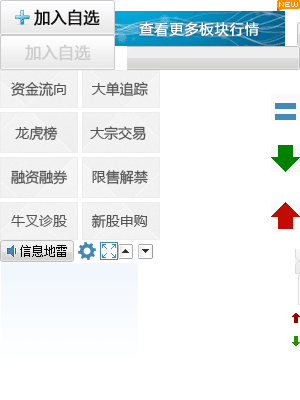 加入自选
NEW
查看更多板块行情
加入自选
资金流向 大单追踪
龙虎榜 大宗交易
融资融券 限售解禁
牛叉诊股 新股申购
信息地雷